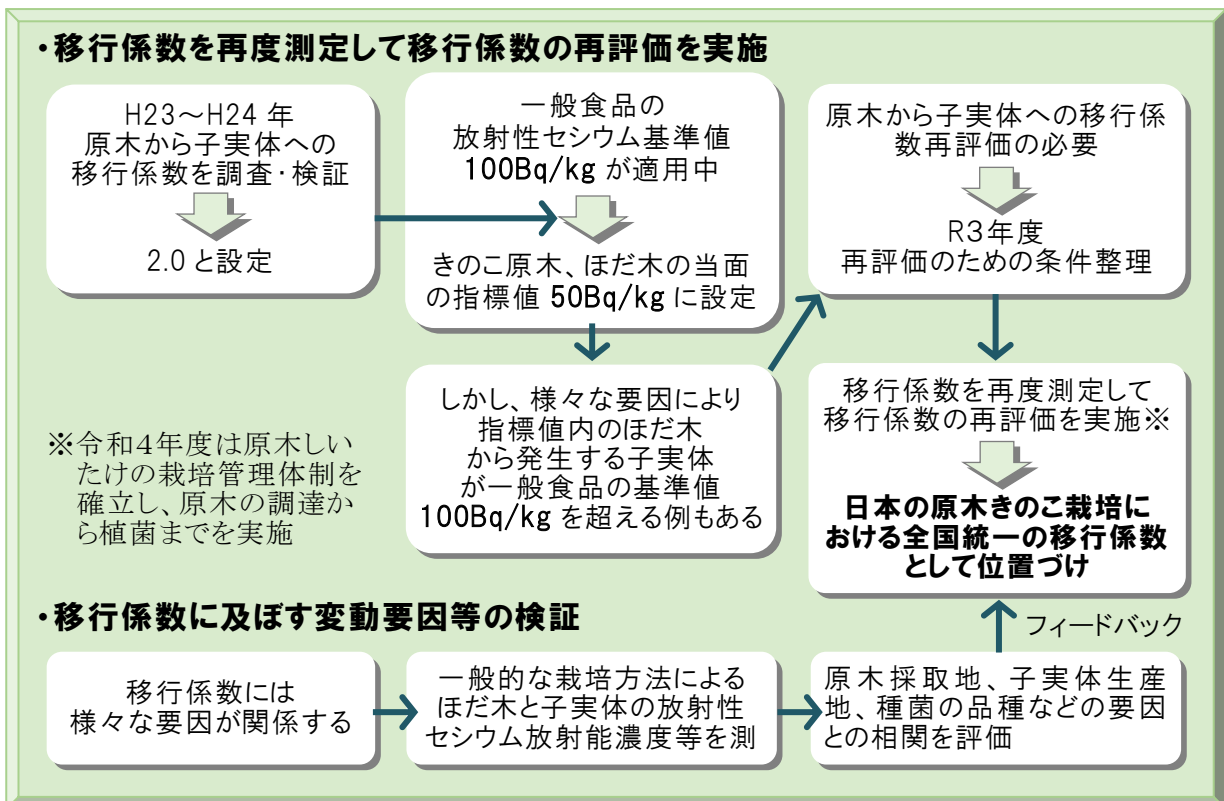 ・移行係数を再度測定して移行係数の再評価を実施
H23～H24 年
原木から子実体への
移行係数を調査・検証
2.0 と設定
一般食品の
放射性セシウム基準値
100Bq/kg が適用中
きのこ原木、ほだ木の当面
の指標値 50Bq/kg に設定
しかし、様々な要因により
指標値内のほだ木
から発生する子実体
が一般食品の基準値
100Bq/kg を超える例もある
原木から子実体への移行係
数再評価の必要
R3年度
再評価のための条件整理
移行係数を再度測定して
移行係数の再評価を実施※
日本の原木きのこ栽培に
おける全国統一の移行係数
として位置づけ
※令和4年度は原木しい
たけの栽培管理体制を
確立し、原木の調達か
ら植菌までを実施
・移行係数に及ぼす変動要因等の検証
フィードバック
移行係数には
様々な要因が関係する
一般的な栽培方法による
ほだ木と子実体の放射性
セシウム放射能濃度等を測
原木採取地、子実体生産
地、種菌の品種などの要因
との相関を評価